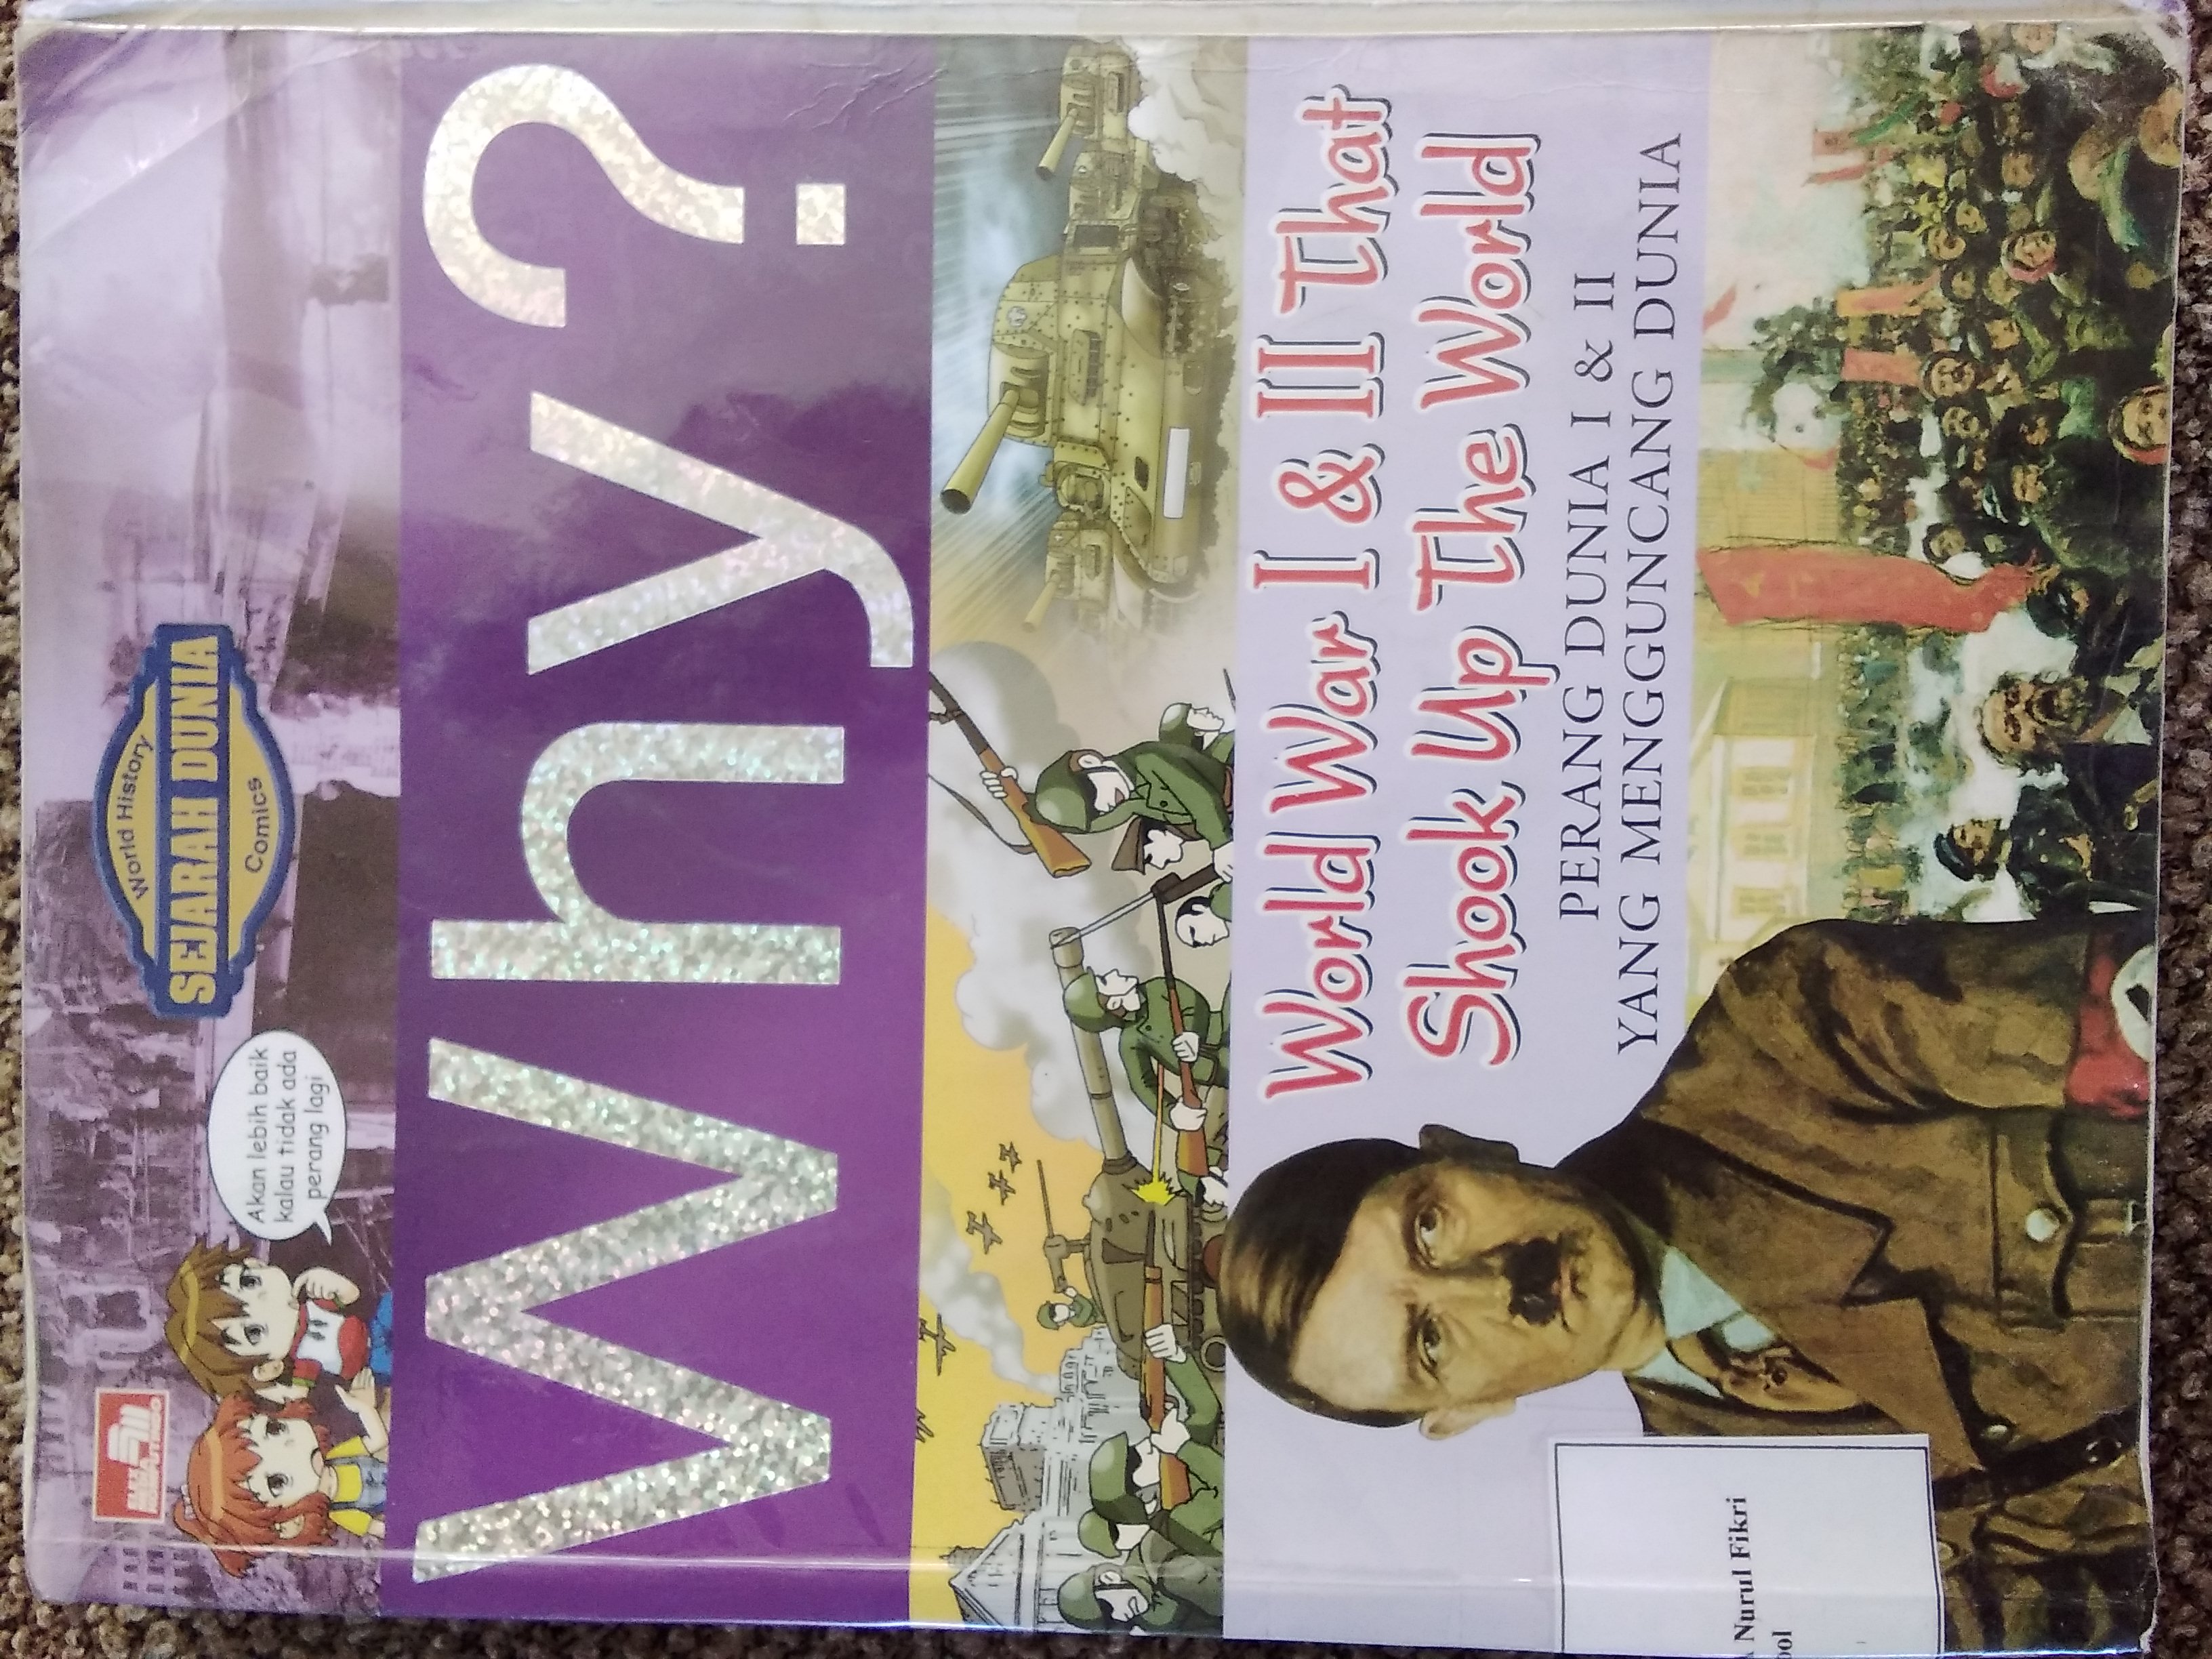 World History
SEJARAH DUNIA
Comics
Akan lebih baik
kalau tidak ada
perang lagi
Why?
World War I & II That
Shook Up The World
PERANG DUNIA I & II
YANG MENGGUNCANG DUNIA
Nurul Fikri